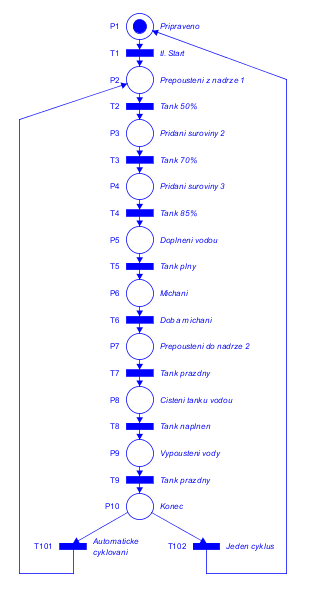 P1 Pripraveno
T1 tl. Start
P2 Prepousteni z nadrze 1
T2 Tank 50%
P3 Pridani suroviny 2
T3 Tank 70%
P4 Pridani suroviny 3
T4 Tank 85%
P5 Doplneni vodou
T5 Tank plny
P6 Michani
T6 Doba michani
P7 Prepousteni do nadrze 2
T7 Tank prazdny
P8 Cisteni tanku vodou
T8 Tank naplnen
P9 Vypousteni vody
T9 Tank prazdny
P10 Konec
T101 Automaticke
cyklovani
T102 Jeden cyklus